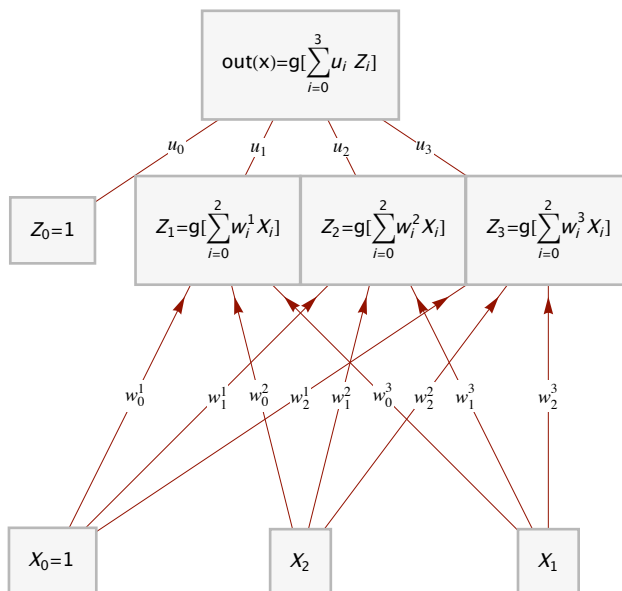 out(x)=g[∑_{i=0}^{3} u_i Z_i]
u_0 u_1 u_2 u_3
Z_0=1
Z_1=g[∑_{i=0}^{2} w_i^1 X_i]
Z_2=g[∑_{i=0}^{2} w_i^2 X_i]
Z_3=g[∑_{i=0}^{2} w_i^3 X_i]
w_0^1 w_1^1 w_0^2 w_2^1 w_1^2 w_0^3 w_2^2 w_1^3 w_2^3
X_0=1
X_2
X_1